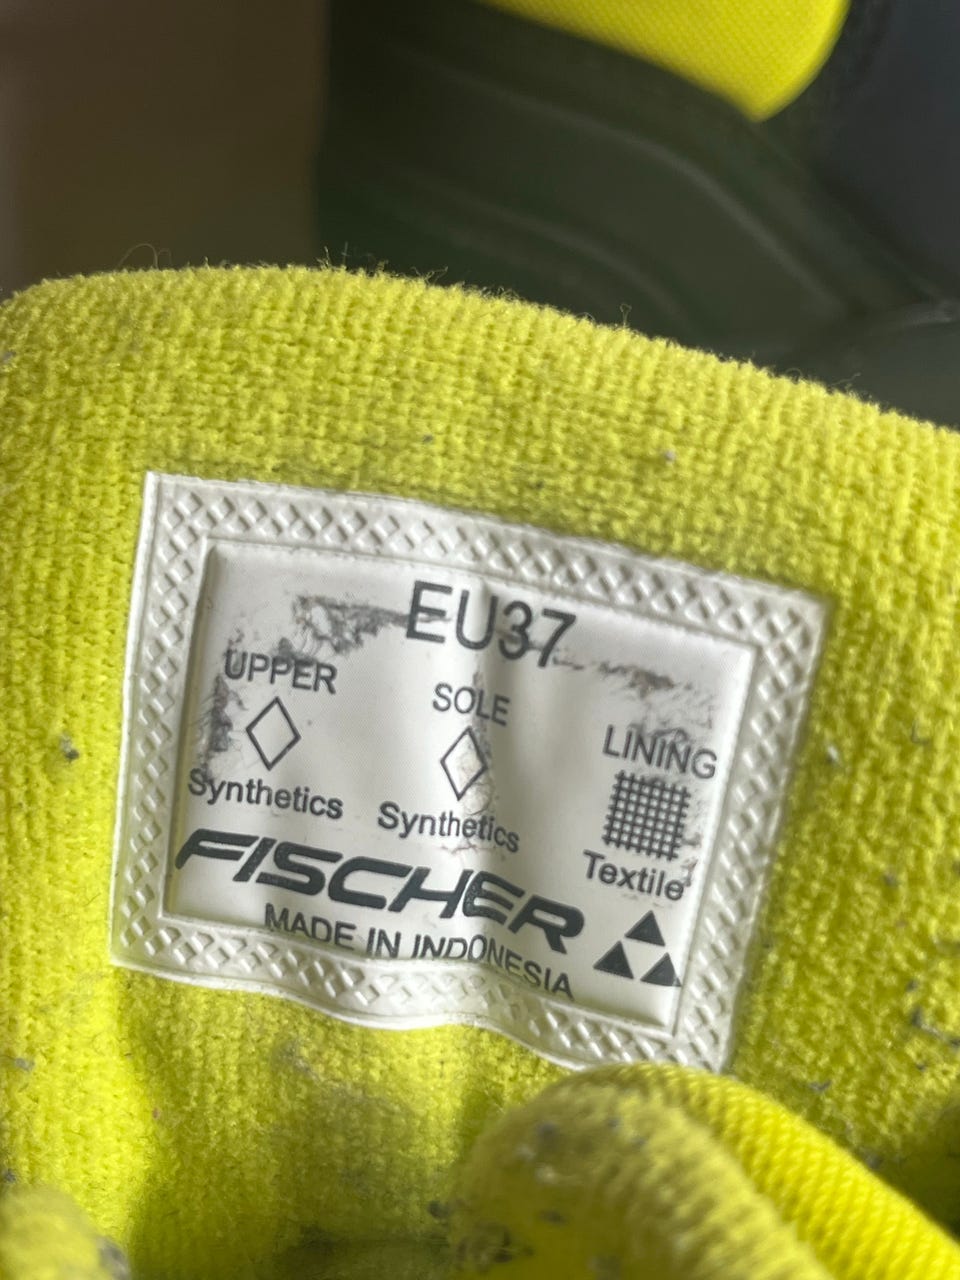 EU37
UPPER
SOLE
LINING
Synthetics
Synthetics
Textile
FISCHER
MADE IN INDONESIA